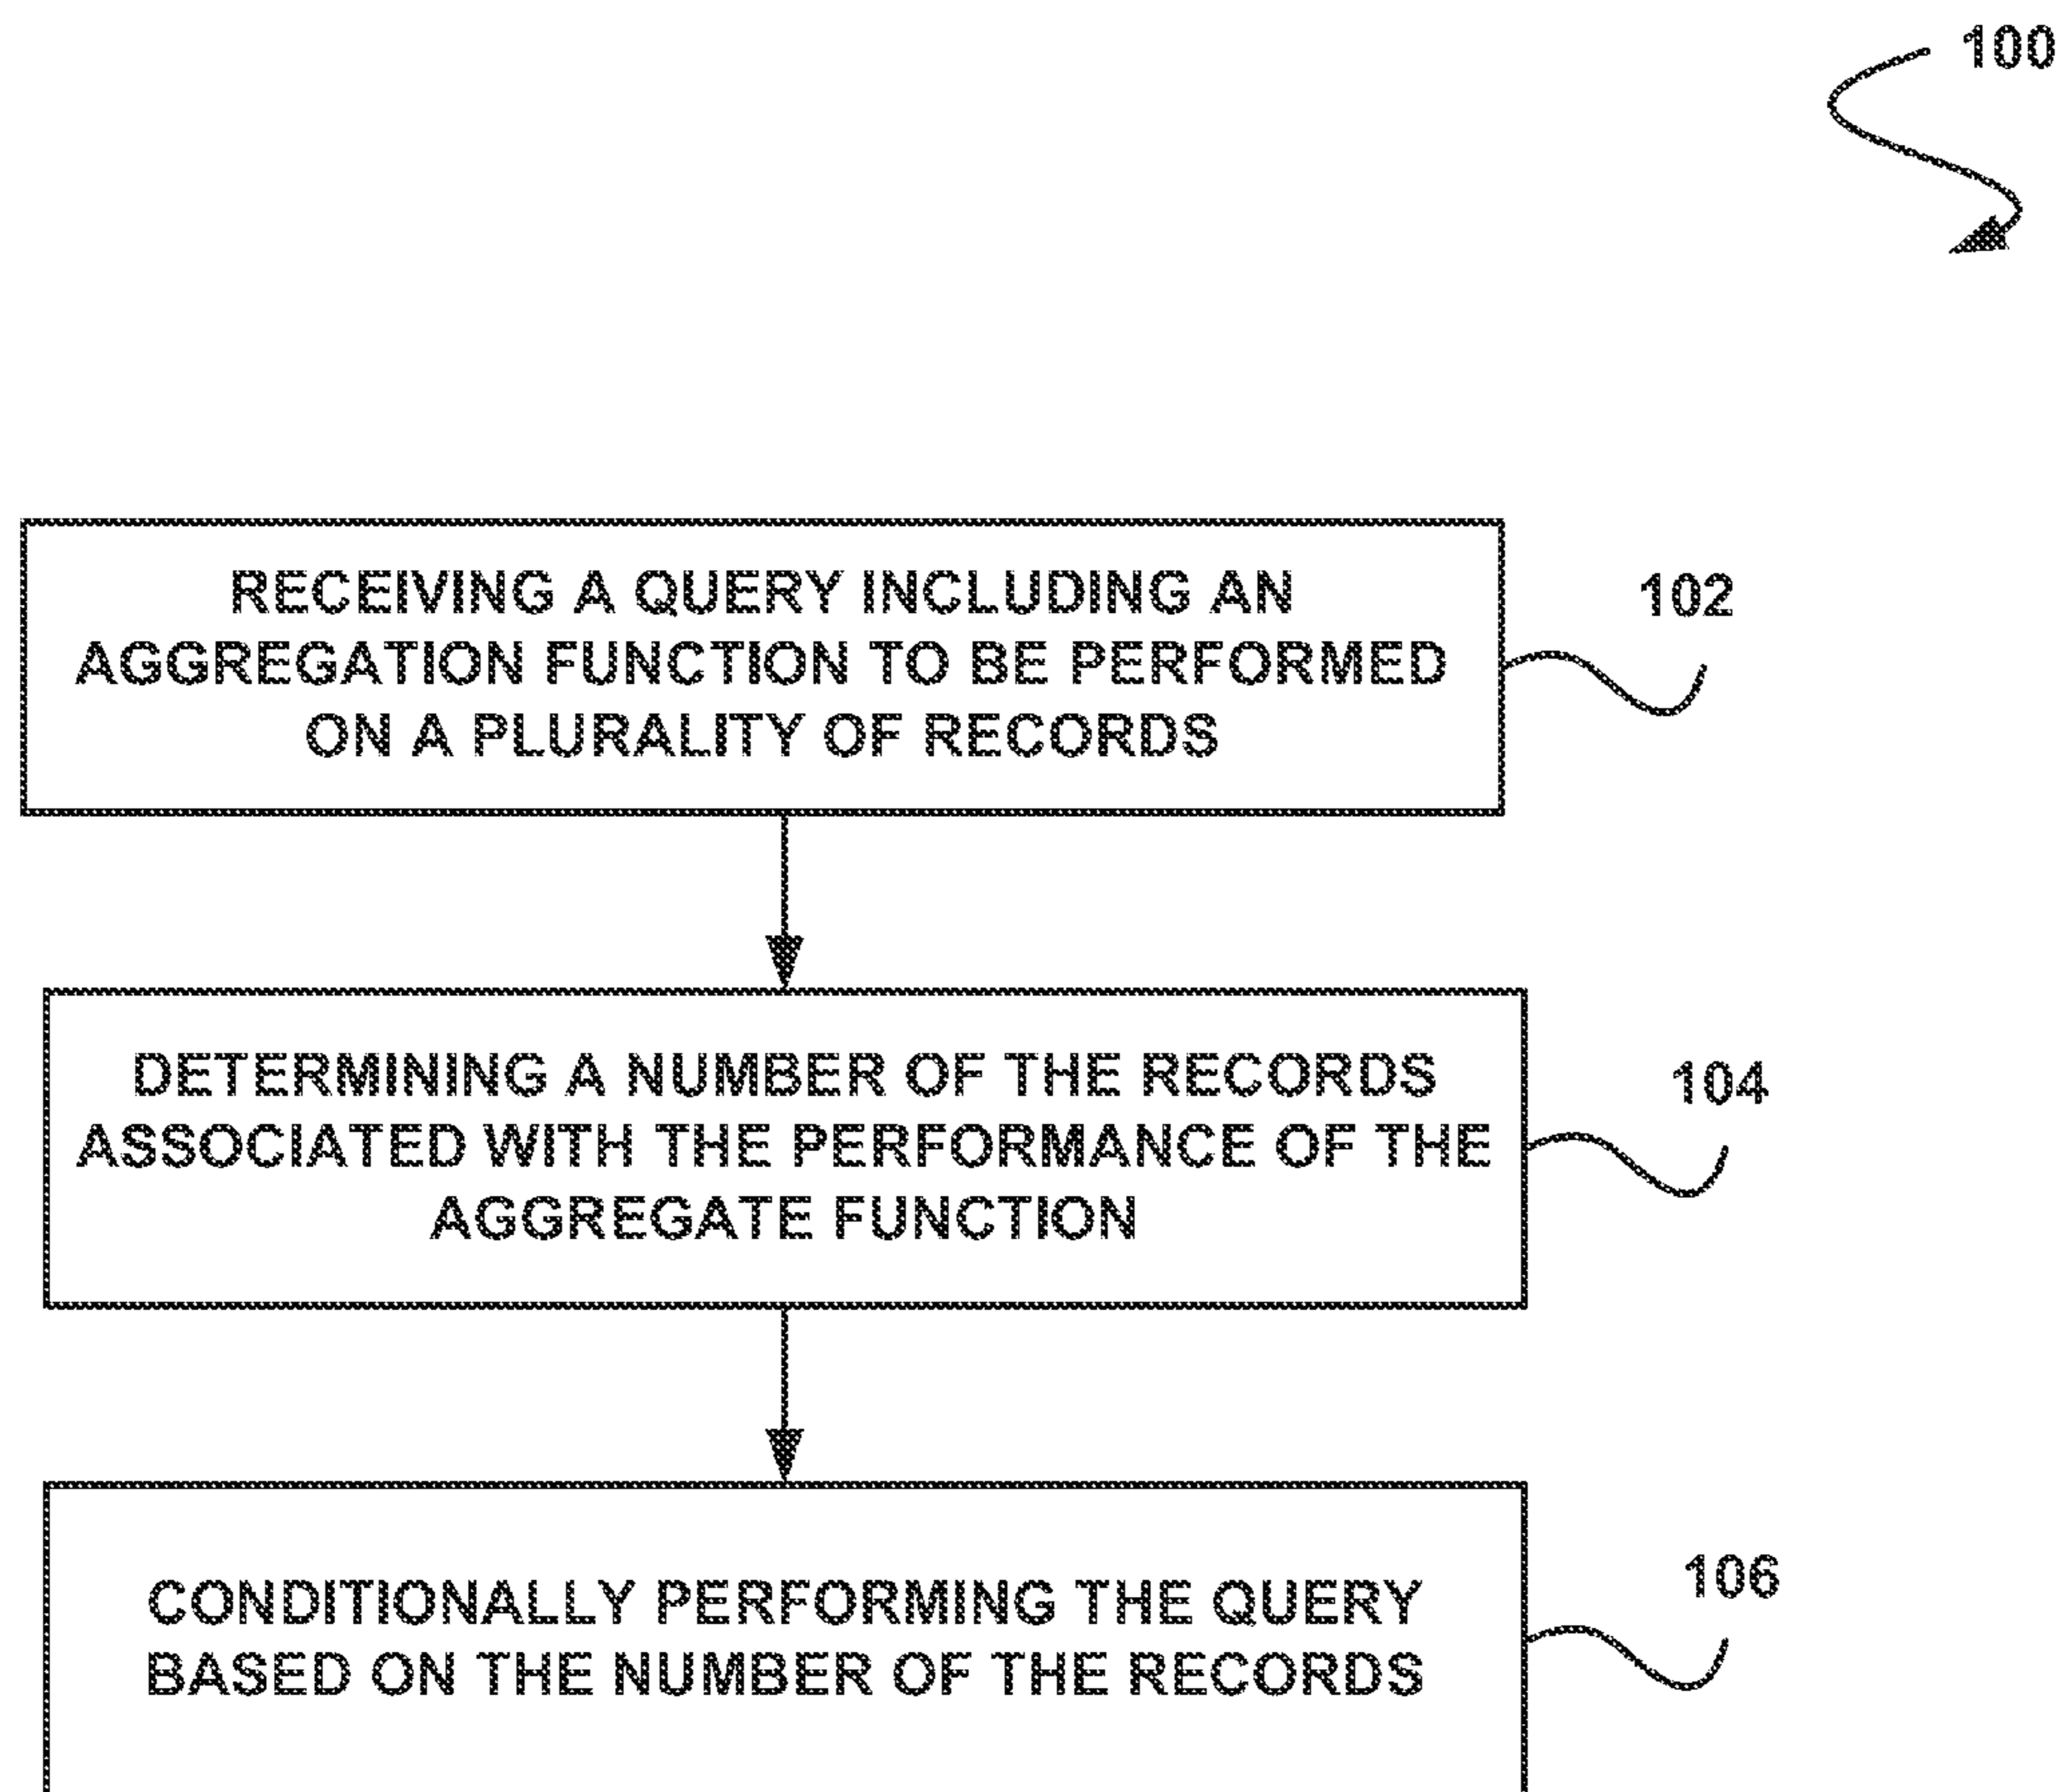 100
RECEIVING A QUERY INCLUDING AN
AGGREGATION FUNCTION TO BE PERFORMED
ON A PLURALITY OF RECORDS
102
DETERMINING A NUMBER OF THE RECORDS
ASSOCIATED WITH THE PERFORMANCE OF THE
AGGREGATE FUNCTION
104
CONDITIONALLY PERFORMING THE QUERY
BASED ON THE NUMBER OF THE RECORDS
106